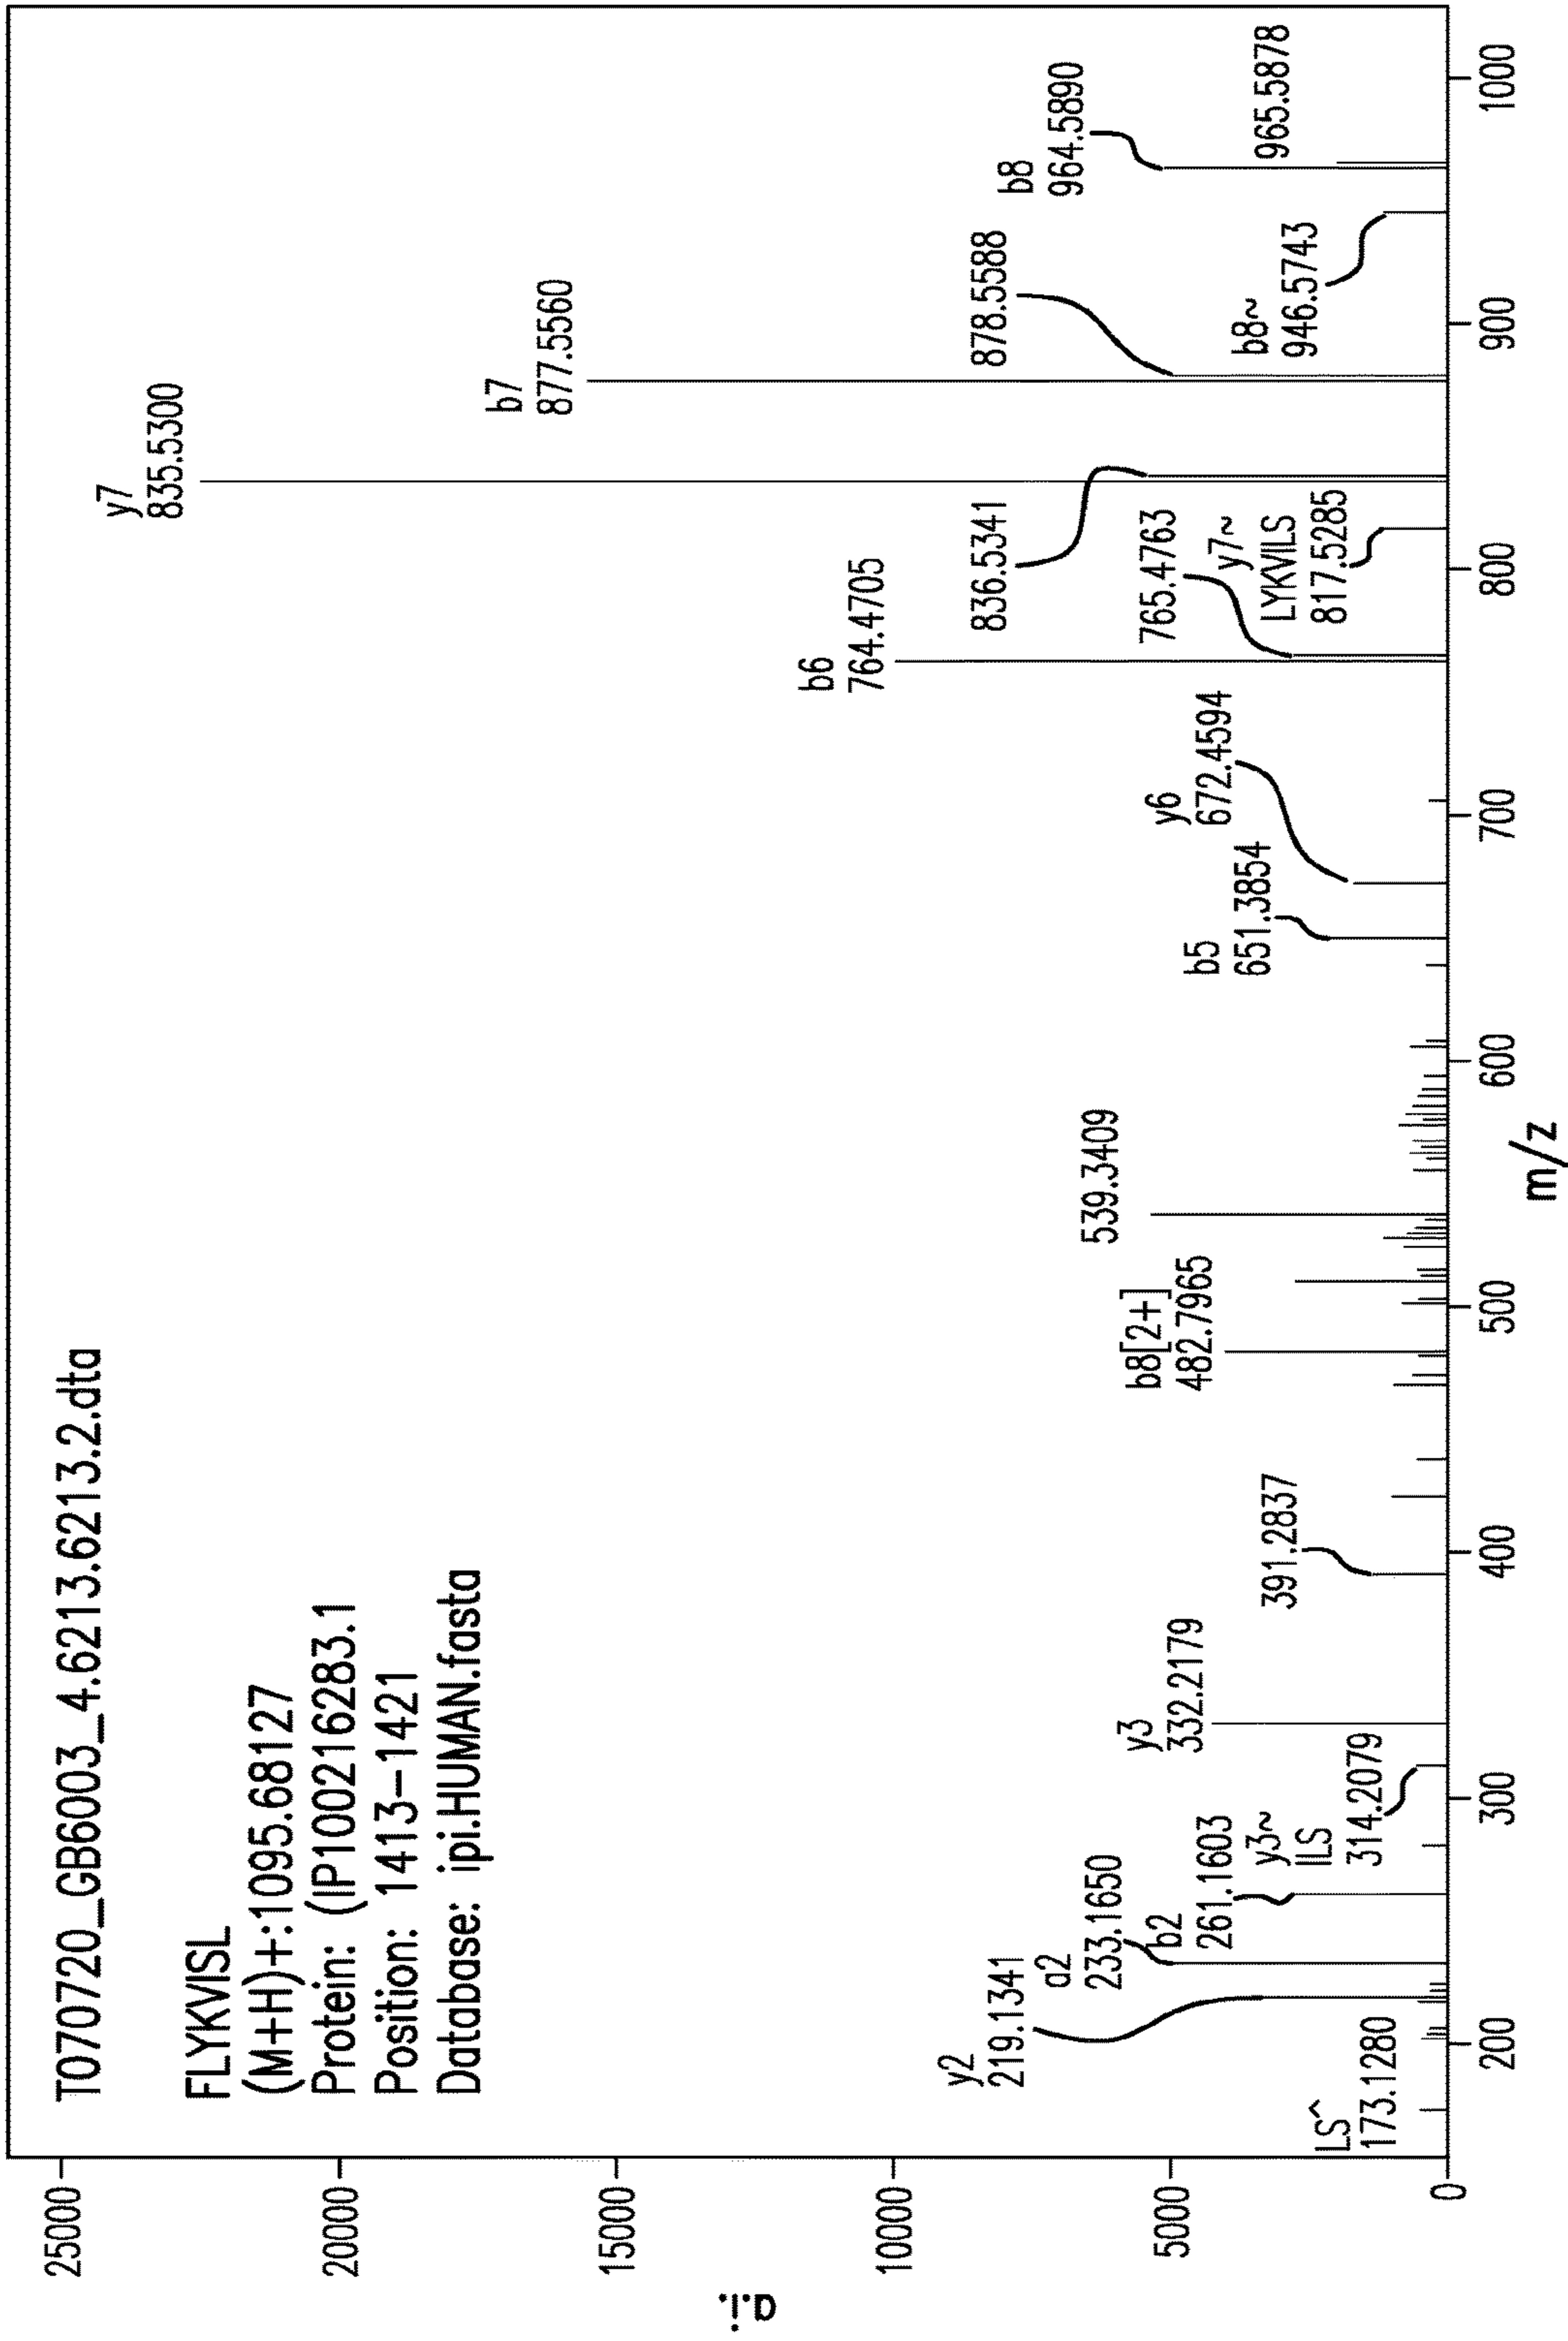 T070720_GB6003_4.6213.6213.2.dta
FLYKVISL
(M+H)+:1095.68127
Protein: (IP100216283.1
Position: 1413-1421
Database: ipi.HUMAN.fasta
a.i.
25000
20000
15000
10000
5000
0
LS^
173.1280
y2
219.1341
a2
233.1650
b2
261.1603
y3~
ILS
314.2079
y3
332.2179
391.2837
b8[2+]
482.7965
539.3409
b5
651.3854
y6
672.4594
b6
764.4705
765.4763
y7~
LYKVILS
817.5285
y7
835.5300
836.5341
b7
877.5560
878.5588
b8~
946.5743
b8
964.5890
965.5878
200
300
400
500
600
700
800
900
1000
m/z